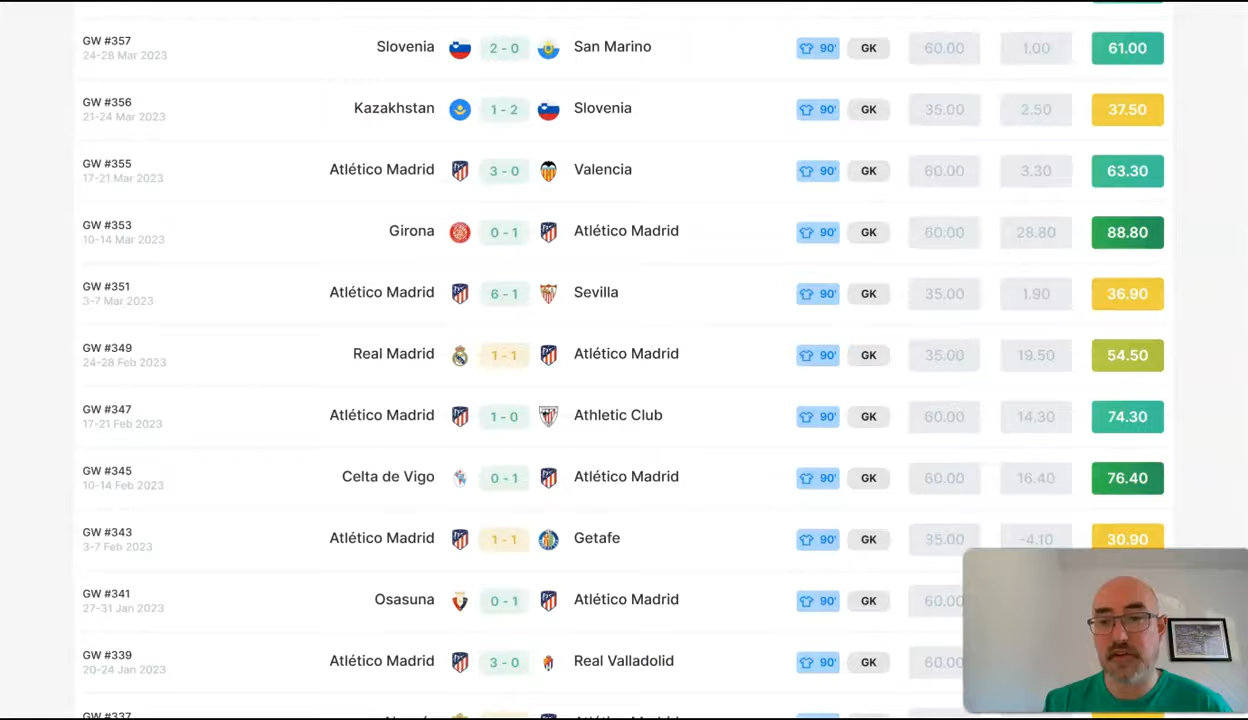 GW #357 Slovenia 2 - 0 San Marino 90' GK 60.00 1.00 61.00
24-28 Mar 2023
GW #356 Kazakhstan 1 - 2 Slovenia 90' GK 35.00 2.50 37.50
21-24 Mar 2023
GW #355 Atlético Madrid 3 - 0 Valencia 90' GK 60.00 3.30 63.30
17-21 Mar 2023
GW #353 Girona 0 - 1 Atlético Madrid 90' GK 60.00 28.80 88.80
10-14 Mar 2023
GW #351 Atlético Madrid 6 - 1 Sevilla 90' GK 35.00 1.90 36.90
3-7 Mar 2023
GW #349 Real Madrid 1 - 1 Atlético Madrid 90' GK 35.00 19.50 54.50
24-28 Feb 2023
GW #347 Atlético Madrid 1 - 0 Athletic Club 90' GK 60.00 14.30 74.30
17-21 Feb 2023
GW #345 Celta de Vigo 0 - 1 Atlético Madrid 90' GK 60.00 16.40 76.40
10-14 Feb 2023
GW #343 Atlético Madrid 1 - 1 Getafe 90' GK 35.00 -4.10 30.90
3-7 Feb 2023
GW #341 Osasuna 0 - 1 Atlético Madrid 90' GK 60.00
27-31 Jan 2023
GW #339 Atlético Madrid 3 - 0 Real Valladolid 90' GK 60.00
20-24 Jan 2023
GW #337